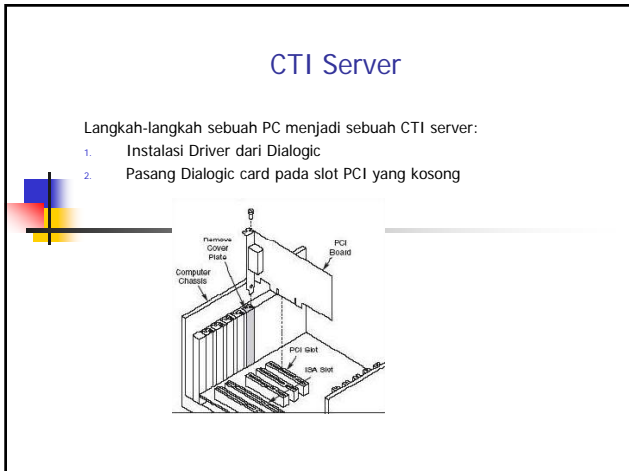 CTI Server
Langkah-langkah sebuah PC menjadi sebuah CTI server:
1. Instalasi Driver dari Dialogic
2. Pasang Dialogic card pada slot PCI yang kosong
Remove
Cover
Plate
PCI
Board
Computer
Chassis
PCI Slot
ISA Slot